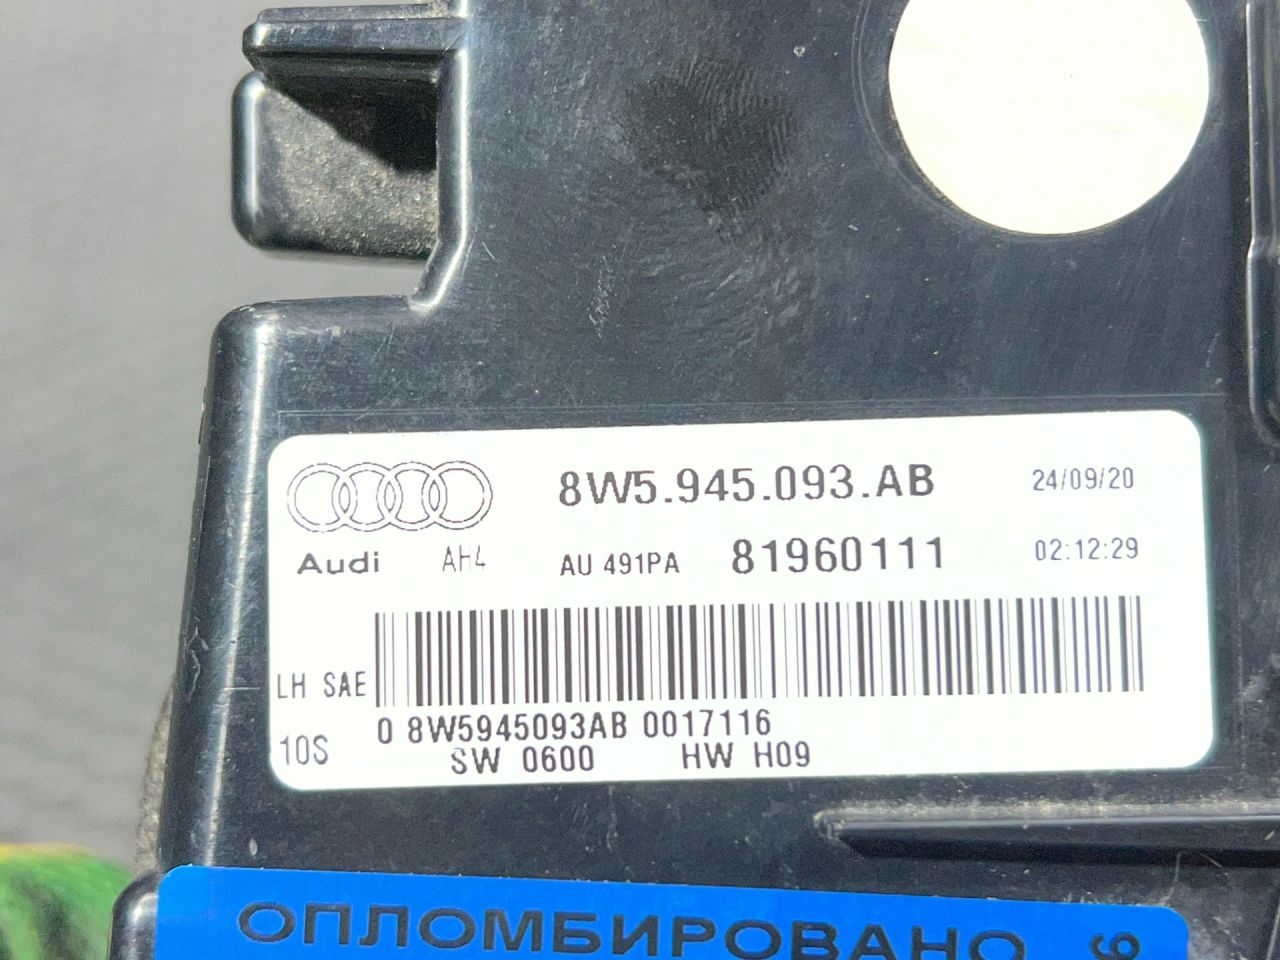 8W5.945.093.AB 24/09/20
Audi AH4 AU 491PA 81960111 02:12:29
LH SAE
0 8W5945093AB 0017116
10S SW 0600 HW H09
ОПЛОМБИРОВАНО